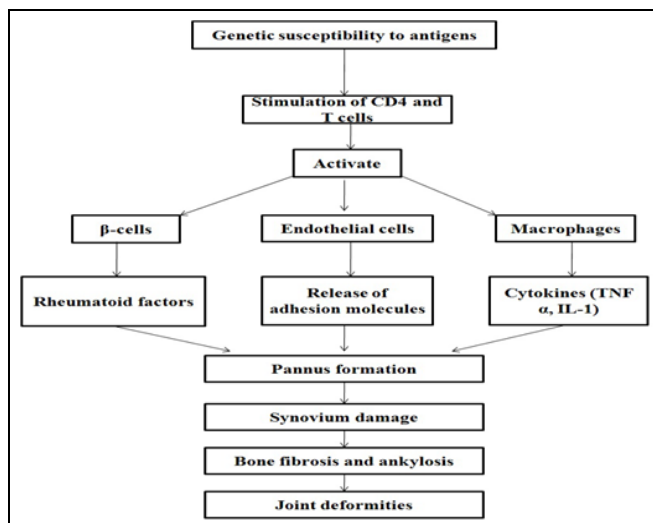 Genetic susceptibility to antigens
Stimulation of CD4 and
T cells
Activate
β-cells
Endothelial cells
Macrophages
Rheumatoid factors
Release of
adhesion molecules
Cytokines (TNF
α, IL-1)
Pannus formation
Synovium damage
Bone fibrosis and ankylosis
Joint deformities